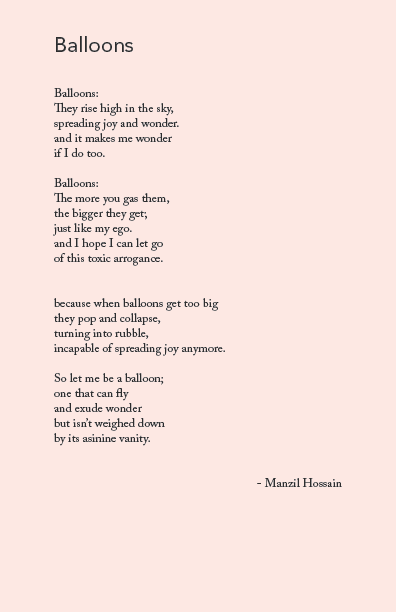 Balloons
Balloons:
They rise high in the sky,
spreading joy and wonder.
and it makes me wonder
if I do too.
Balloons:
The more you gas them,
the bigger they get;
just like my ego.
and I hope I can let go
of this toxic arrogance.
because when balloons get too big
they pop and collapse,
turning into rubble,
incapable of spreading joy anymore.
So let me be a balloon;
one that can fly
and exude wonder
but isn't weighed down
by its asinine vanity.
- Manzil Hossain